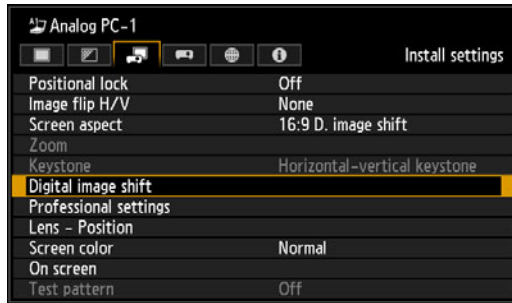 Analog PC-1
Install settings
Positional lock Off
Image flip H/V None
Screen aspect 16:9 D. image shift
Zoom
Keystone Horizontal-vertical keystone
Digital image shift
Professional settings
Lens - Position
Screen color Normal
On screen
Test pattern Off